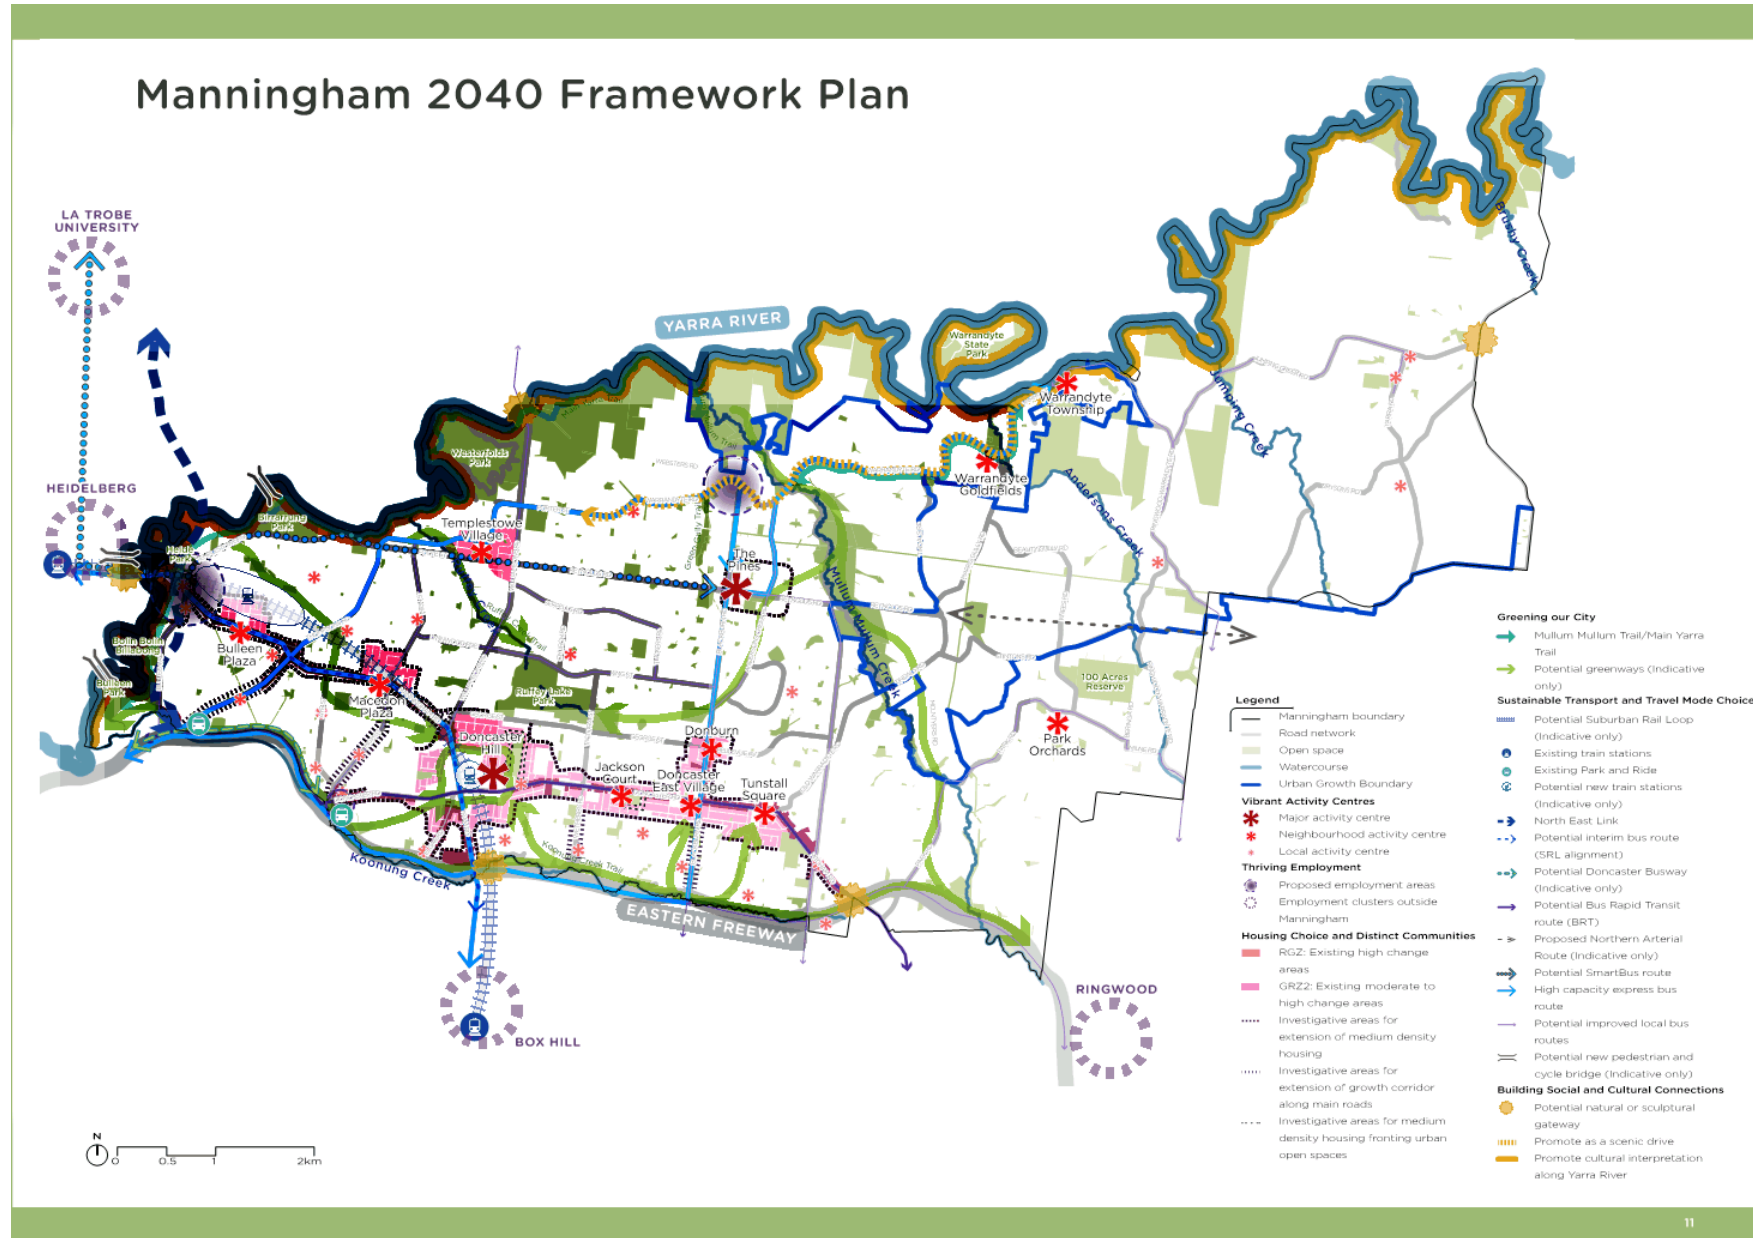 Manningham 2040 Framework Plan
LA TROBE
UNIVERSITY
YARRA RIVER
Warrandyte
State
Park
Brushy Creek
Jumping Creek
Warrandyte
Township
Westerfolds
Park
HEIDELBERG
Birrarung
Park
Templestowe
Village
Warrandyte
Goldfields
Andersons Creek
Heide
Park
The
Pines
Mullum Mullum Creek
Bolin Bolin
Billabong
Bulleen
Plaza
Bulleen
Park
Macedon
Plaza
Ruffey Lake
Park
100 Acres
Reserve
Doncaster
Hill
Donburn
Park
Orchards
Jackson
Court
Doncaster
East Village
Tunstall
Square
Koonung Creek
Koonung Creek Trail
EASTERN FREEWAY
BOX HILL
RINGWOOD
N
0 0.5 1 2km
Legend
Manningham boundary
Road network
Open space
Watercourse
Urban Growth Boundary
Vibrant Activity Centres
Major activity centre
Neighbourhood activity centre
Local activity centre
Thriving Employment
Proposed employment areas
Employment clusters outside
Manningham
Housing Choice and Distinct Communities
RGZ: Existing high change
areas
GRZ2: Existing moderate to
high change areas
Investigative areas for
extension of medium density
housing
Investigative areas for
extension of growth corridor
along main roads
Investigative areas for medium
density housing fronting urban
open spaces
Greening our City
Mullum Mullum Trail/Main Yarra
Trail
Potential greenways (Indicative
only)
Sustainable Transport and Travel Mode Choice
Potential Suburban Rail Loop
(Indicative only)
Existing train stations
Existing Park and Ride
Potential new train stations
(Indicative only)
North East Link
Potential interim bus route
(SRL alignment)
Potential Doncaster Busway
(Indicative only)
Potential Bus Rapid Transit
route (BRT)
Proposed Northern Arterial
Route (Indicative only)
Potential SmartBus route
High capacity express bus
route
Potential improved local bus
routes
Potential new pedestrian and
cycle bridge (Indicative only)
Building Social and Cultural Connections
Potential natural or sculptural
gateway
Promote as a scenic drive
Promote cultural interpretation
along Yarra River
11